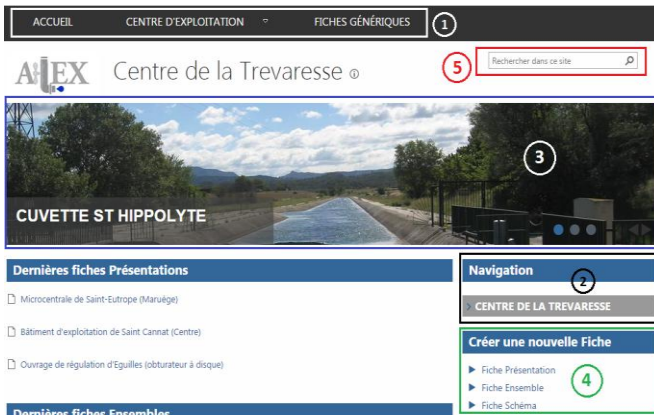 ACCUEIL CENTRE D'EXPLOITATION FICHES GÉNÉRIQUES 1
5 Rechercher dans ce site
AlEX Centre de la Trevaresse
3
CUVETTE ST HIPPOLYTE
Dernières fiches Présentations
Microcentrale de Saint-Eutrope (Maruège)
Bâtiment d'exploitation de Saint Cannat (Centre)
Ouvrage de régulation d'Eguilles (obturateur à disque)
Dernières fiches Ensembles
Navigation
2
CENTRE DE LA TREVARESSE
Créer une nouvelle Fiche
Fiche Présentation
Fiche Ensemble
4
Fiche Schéma